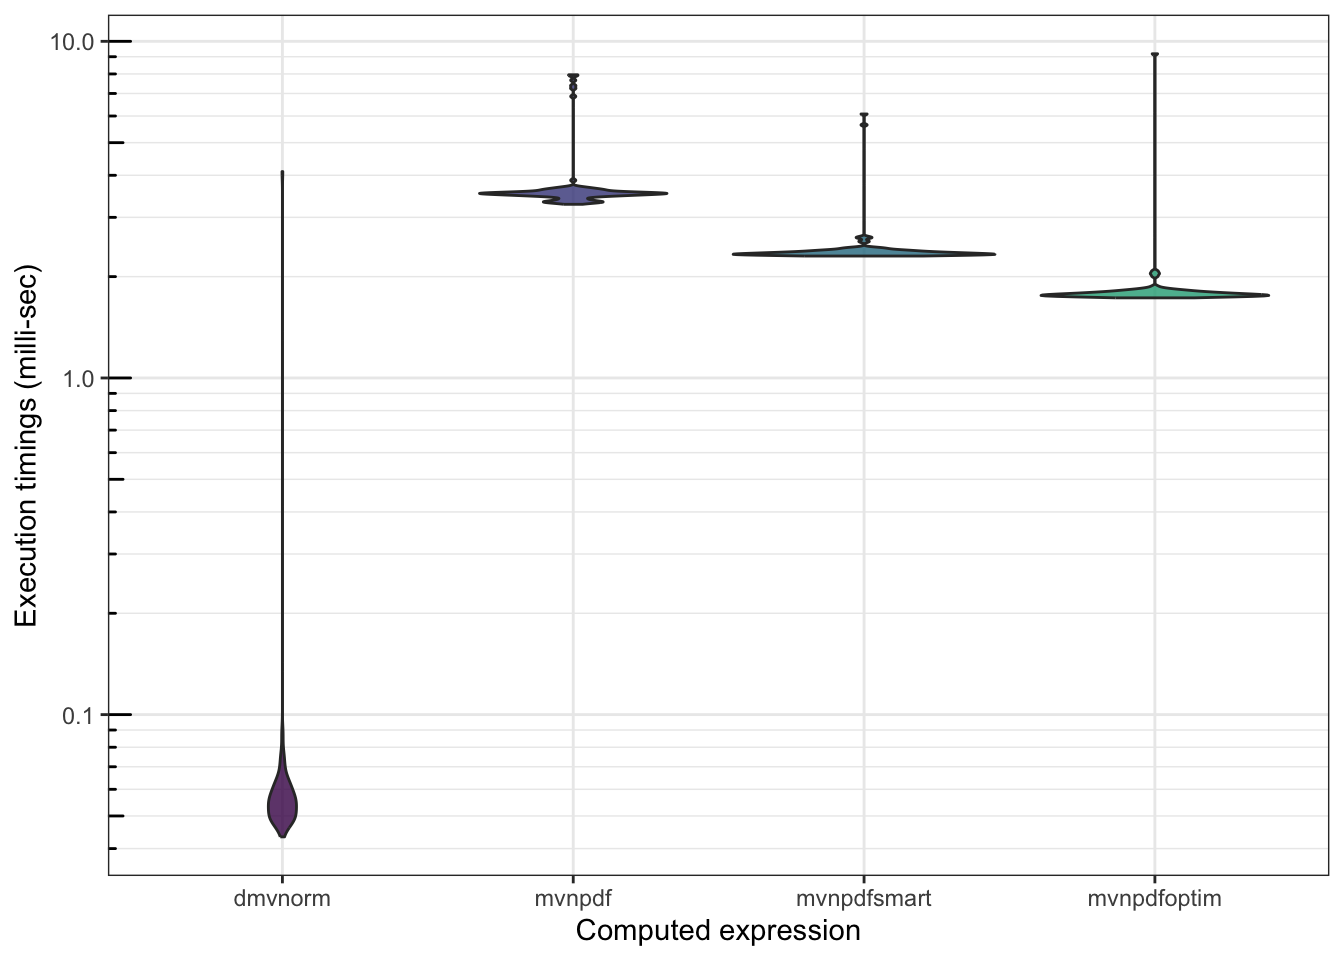 Execution timings (milli-sec)
10.0
1.0
0.1
dmvnorm mvnpdf mvnpdfsmart mvnpdfoptim
Computed expression